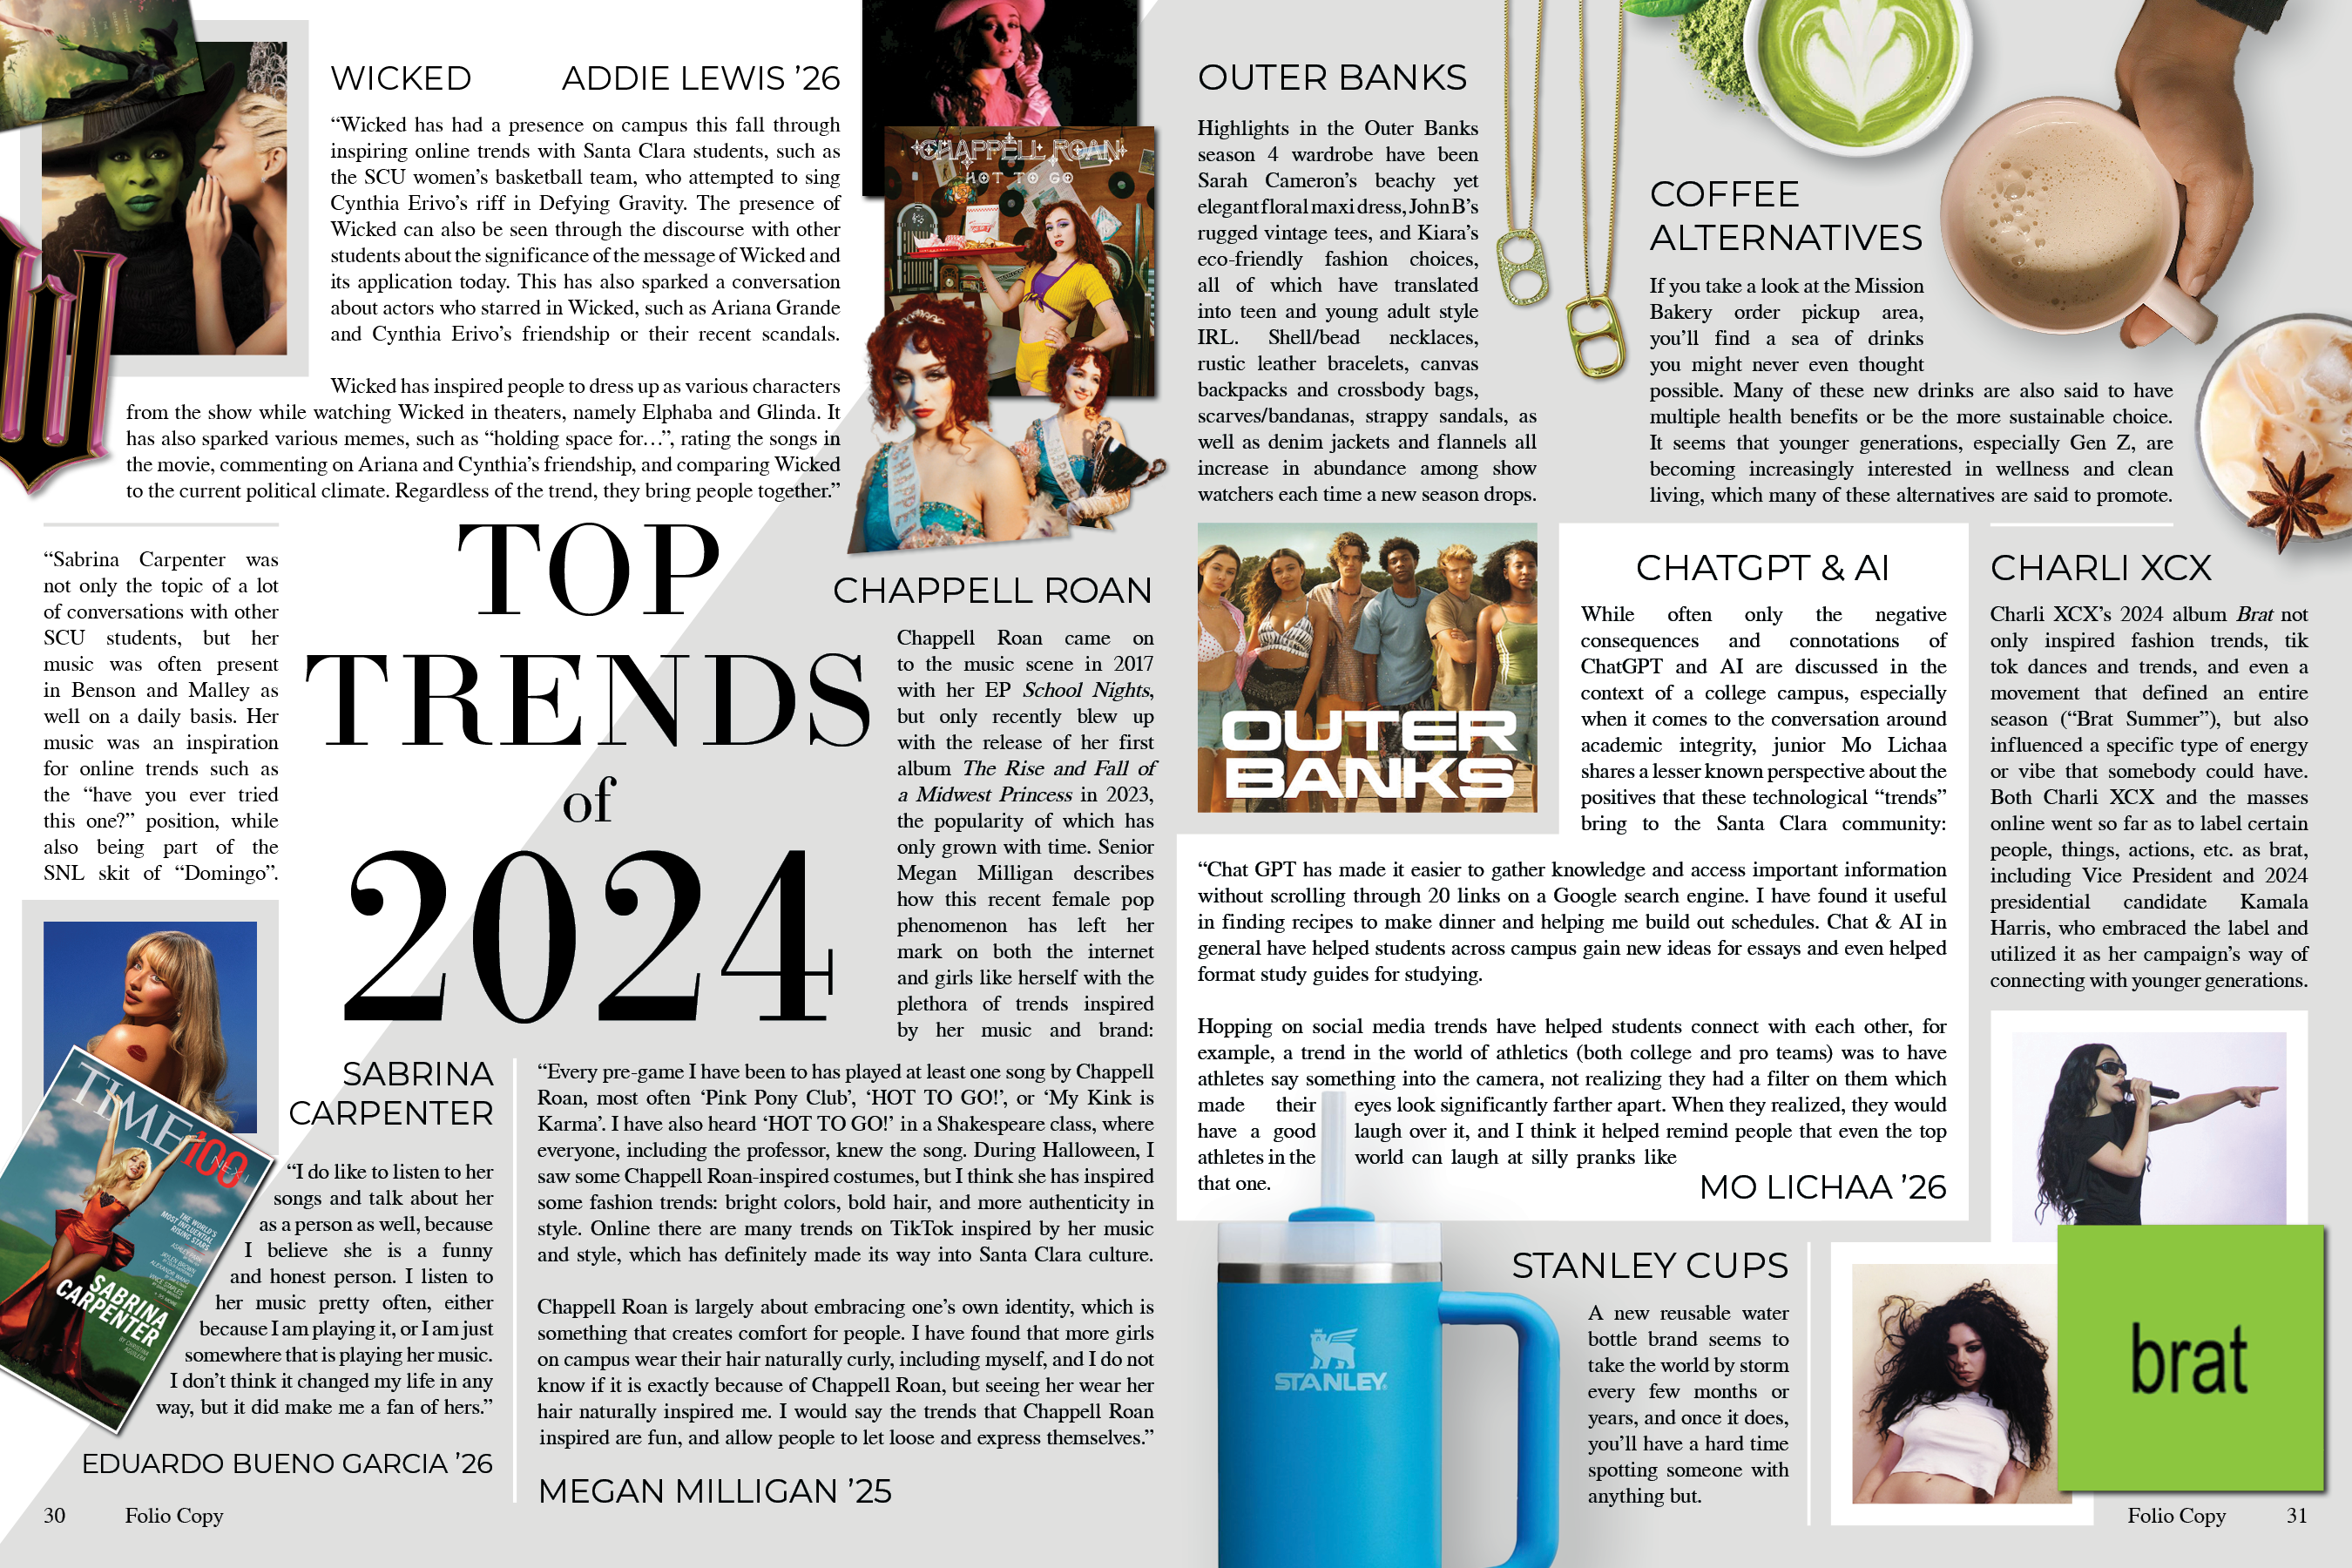 WICKED
ADDIE LEWIS ’26
“Wicked has had a presence on campus this fall through
inspiring online trends with Santa Clara students, such as
the SCU women’s basketball team, who attempted to sing
Cynthia Erivo’s riff in Defying Gravity. The presence of
Wicked can also be seen through the discourse with other
students about the significance of the message of Wicked and
its application today. This has also sparked a conversation
about actors who starred in Wicked, such as Ariana Grande
and Cynthia Erivo’s friendship or their recent scandals.
Wicked has inspired people to dress up as various characters
from the show while watching Wicked in theaters, namely Elphaba and Glinda. It
has also sparked various memes, such as “holding space for…”, rating the songs in
the movie, commenting on Ariana and Cynthia’s friendship, and comparing Wicked
to the current political climate. Regardless of the trend, they bring people together.”
TOP
TRENDS
of
2024
“Sabrina Carpenter was
not only the topic of a lot
of conversations with other
SCU students, but her
music was often present
in Benson and Malley as
well on a daily basis. Her
music was an inspiration
for online trends such as
the “have you ever tried
this one?” position, while
also being part of the
SNL skit of “Domingo”.
SABRINA
CARPENTER
“I do like to listen to her
songs and talk about her
as a person as well, because
I believe she is a funny
and honest person. I listen to
her music pretty often, either
because I am playing it, or I am just
somewhere that is playing her music.
I don’t think it changed my life in any
way, but it did make me a fan of hers.”
EDUARDO BUENO GARCIA ’26
TIME
100
NEXT
THE WORLD'S
MOST INFLUENTIAL
RISING STARS
SABRINA
CARPENTER
CHAPPELL ROAN
HOT TO GO
CHAPPELL ROAN
Chappell Roan came on
to the music scene in 2017
with her EP School Nights,
but only recently blew up
with the release of her first
album The Rise and Fall of
a Midwest Princess in 2023,
the popularity of which has
only grown with time. Senior
Megan Milligan describes
how this recent female pop
phenomenon has left her
mark on both the internet
and girls like herself with the
plethora of trends inspired
by her music and brand:
“Every pre-game I have been to has played at least one song by Chappell
Roan, most often ‘Pink Pony Club’, ‘HOT TO GO!’, or ‘My Kink is
Karma’. I have also heard ‘HOT TO GO!’ in a Shakespeare class, where
everyone, including the professor, knew the song. During Halloween, I
saw some Chappell Roan-inspired costumes, but I think she has inspired
some fashion trends: bright colors, bold hair, and more authenticity in
style. Online there are many trends on TikTok inspired by her music
and style, which has definitely made its way into Santa Clara culture.
Chappell Roan is largely about embracing one’s own identity, which is
something that creates comfort for people. I have found that more girls
on campus wear their hair naturally curly, including myself, and I do not
know if it is exactly because of Chappell Roan, but seeing her wear her
hair naturally inspired me. I would say the trends that Chappell Roan
inspired are fun, and allow people to let loose and express themselves.”
MEGAN MILLIGAN ’25
30
Folio Copy
OUTER BANKS
Highlights in the Outer Banks
season 4 wardrobe have been
Sarah Cameron’s beachy yet
elegant floral maxi dress, John B’s
rugged vintage tees, and Kiara’s
eco-friendly fashion choices,
all of which have translated
into teen and young adult style
IRL. Shell/bead necklaces,
rustic leather bracelets, canvas
backpacks and crossbody bags,
scarves/bandanas, strappy sandals, as
well as denim jackets and flannels all
increase in abundance among show
watchers each time a new season drops.
OUTER
BANKS
COFFEE
ALTERNATIVES
If you take a look at the Mission
Bakery order pickup area,
you’ll find a sea of drinks
you might never even thought
possible. Many of these new drinks are also said to have
multiple health benefits or be the more sustainable choice.
It seems that younger generations, especially Gen Z, are
becoming increasingly interested in wellness and clean
living, which many of these alternatives are said to promote.
CHATGPT & AI
While often only the negative
consequences and connotations of
ChatGPT and AI are discussed in the
context of a college campus, especially
when it comes to the conversation around
academic integrity, junior Mo Lichaa
shares a lesser known perspective about the
positives that these technological “trends”
bring to the Santa Clara community:
“Chat GPT has made it easier to gather knowledge and access important information
without scrolling through 20 links on a Google search engine. I have found it useful
in finding recipes to make dinner and helping me build out schedules. Chat & AI in
general have helped students across campus gain new ideas for essays and even helped
format study guides for studying.
Hopping on social media trends have helped students connect with each other, for
example, a trend in the world of athletics (both college and pro teams) was to have
athletes say something into the camera, not realizing they had a filter on them which
made their eyes look significantly farther apart. When they realized, they would
have a good laugh over it, and I think it helped remind people that even the top
athletes in the world can laugh at silly pranks like
that one.
MO LICHAA ’26
CHARLI XCX
Charli XCX’s 2024 album Brat not
only inspired fashion trends, tik
tok dances and trends, and even a
movement that defined an entire
season (“Brat Summer”), but also
influenced a specific type of energy
or vibe that somebody could have.
Both Charli XCX and the masses
online went so far as to label certain
people, things, actions, etc. as brat,
including Vice President and 2024
presidential candidate Kamala
Harris, who embraced the label and
utilized it as her campaign’s way of
connecting with younger generations.
STANLEY CUPS
A new reusable water
bottle brand seems to
take the world by storm
every few months or
years, and once it does,
you’ll have a hard time
spotting someone with
anything but.
STANLEY
brat
Folio Copy
31